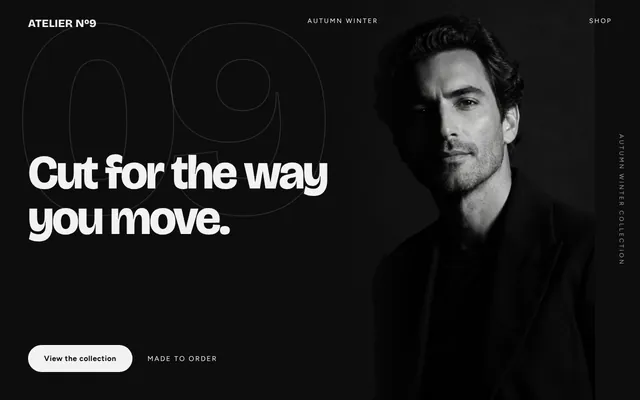 ATELIER Nº9
AUTUMN WINTER
SHOP
09
Cut for the way
you move.
View the collection
MADE TO ORDER
AUTUMN WINTER COLLECTION